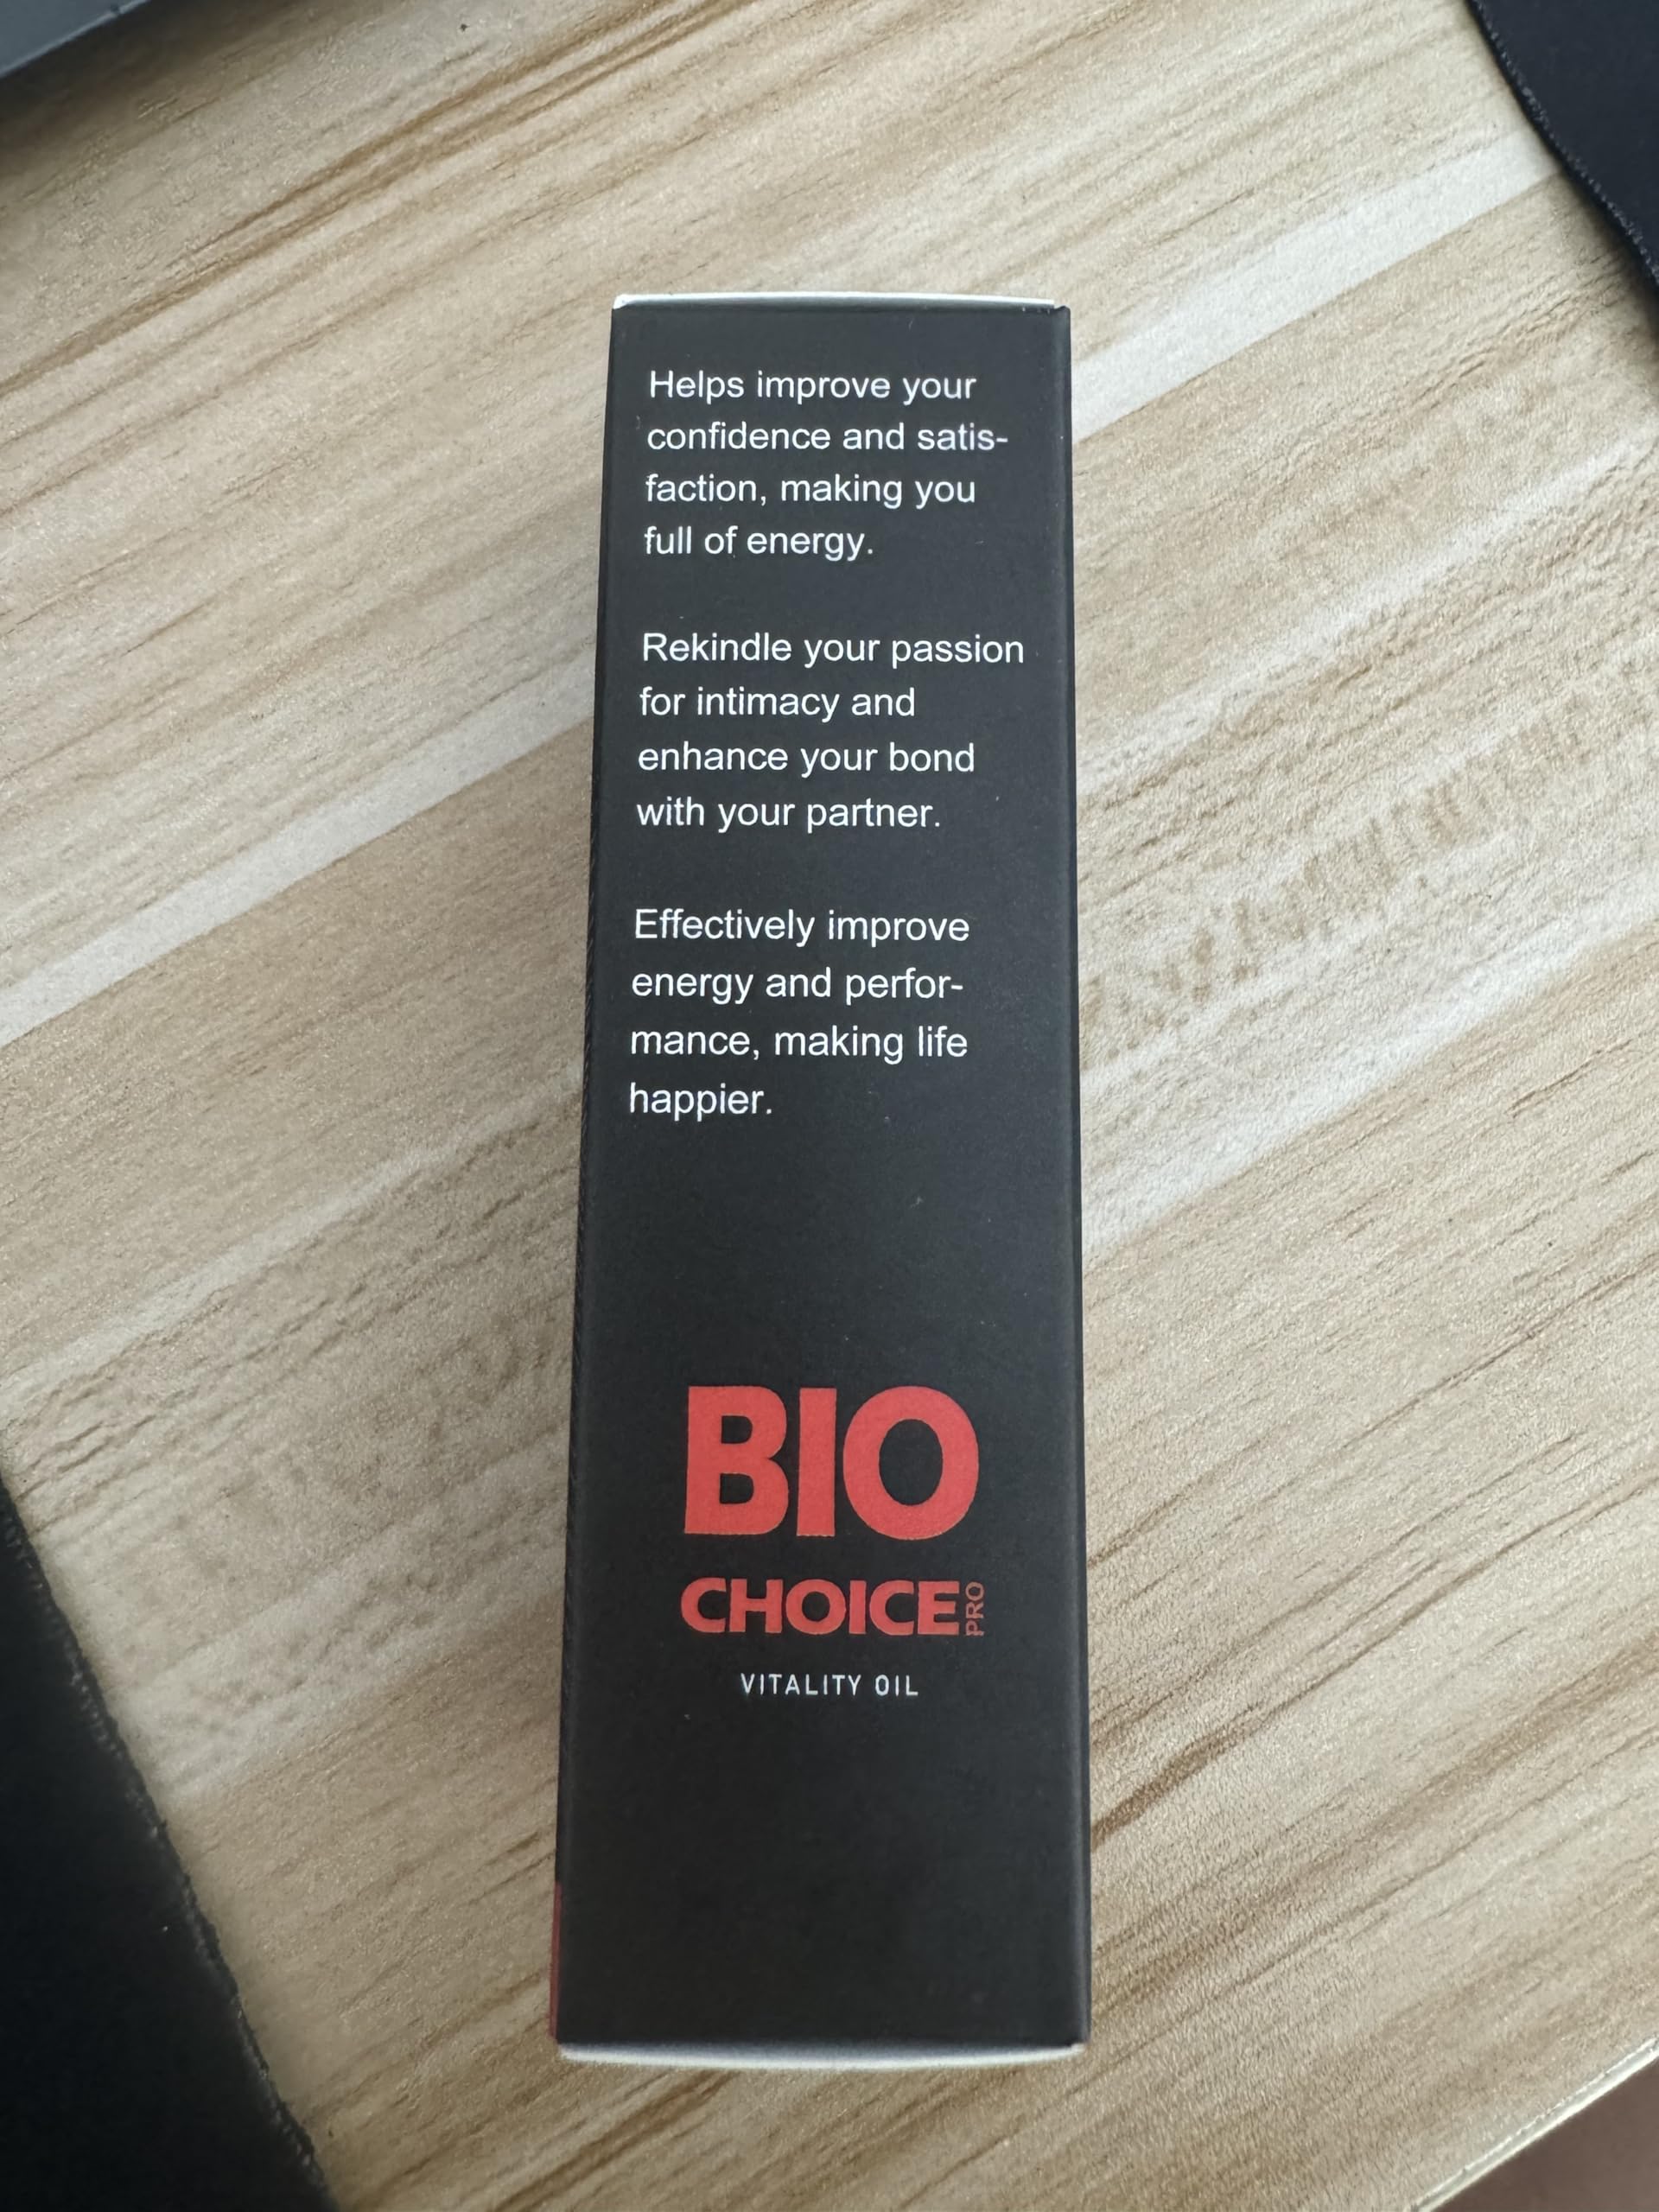 Helps improve your
confidence and satis-
faction, making you
full of energy.
Rekindle your passion
for intimacy and
enhance your bond
with your partner.
Effectively improve
energy and perfor-
mance, making life
happier.
BIO
CHOICE PRO
VITALITY OIL